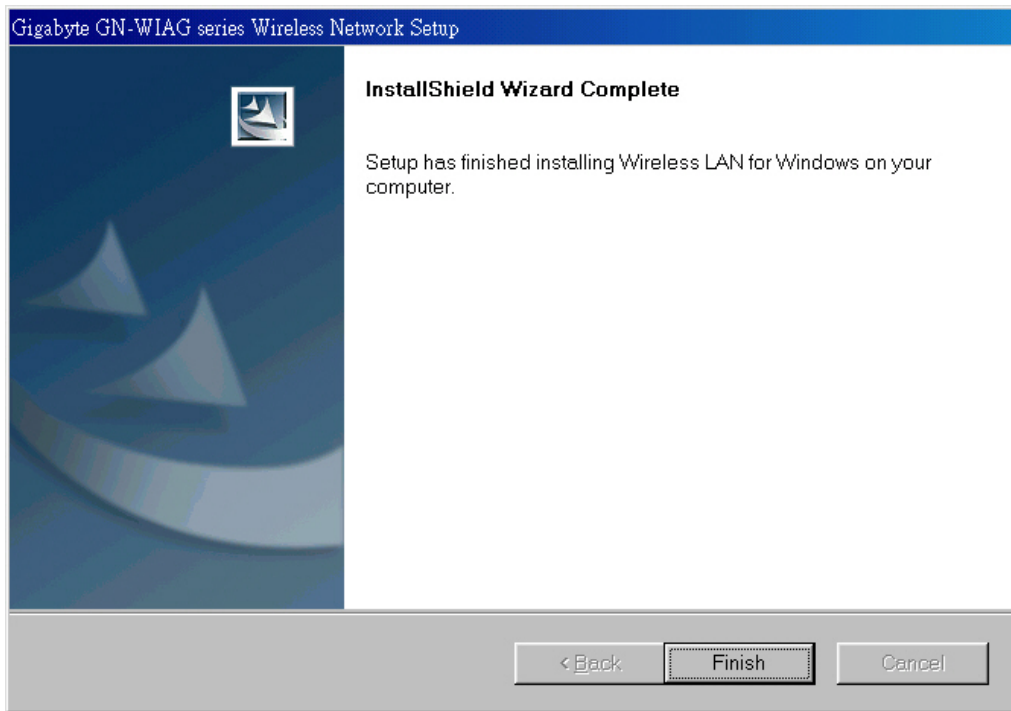 Gigabyte GN-WIAG series Wireless Network Setup
InstallShield Wizard Complete
Setup has finished installing Wireless LAN for Windows on your
computer.
< Back
Finish
Cancel